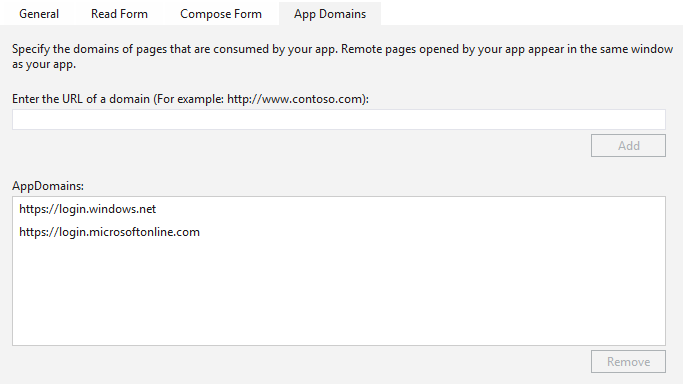 General Read Form Compose Form App Domains
Specify the domains of pages that are consumed by your app. Remote pages opened by your app appear in the same window
as your app.
Enter the URL of a domain (For example: http://www.contoso.com):
Add
AppDomains:
https://login.windows.net
https://login.microsoftonline.com
Remove